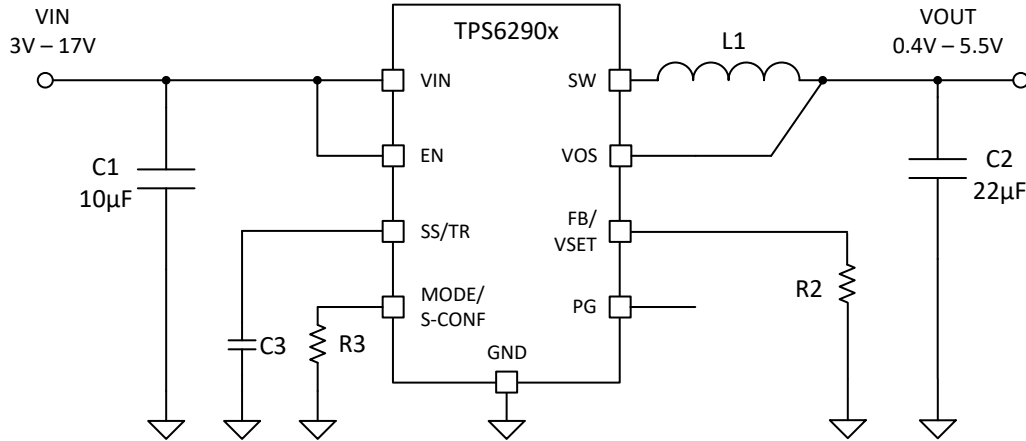 VIN
3V – 17V
TPS6290x
L1
VOUT
0.4V – 5.5V
VIN
SW
EN
VOS
C1
10µF
C2
22µF
SS/TR
FB/
VSET
R2
MODE/
S-CONF
PG
C3
R3
GND